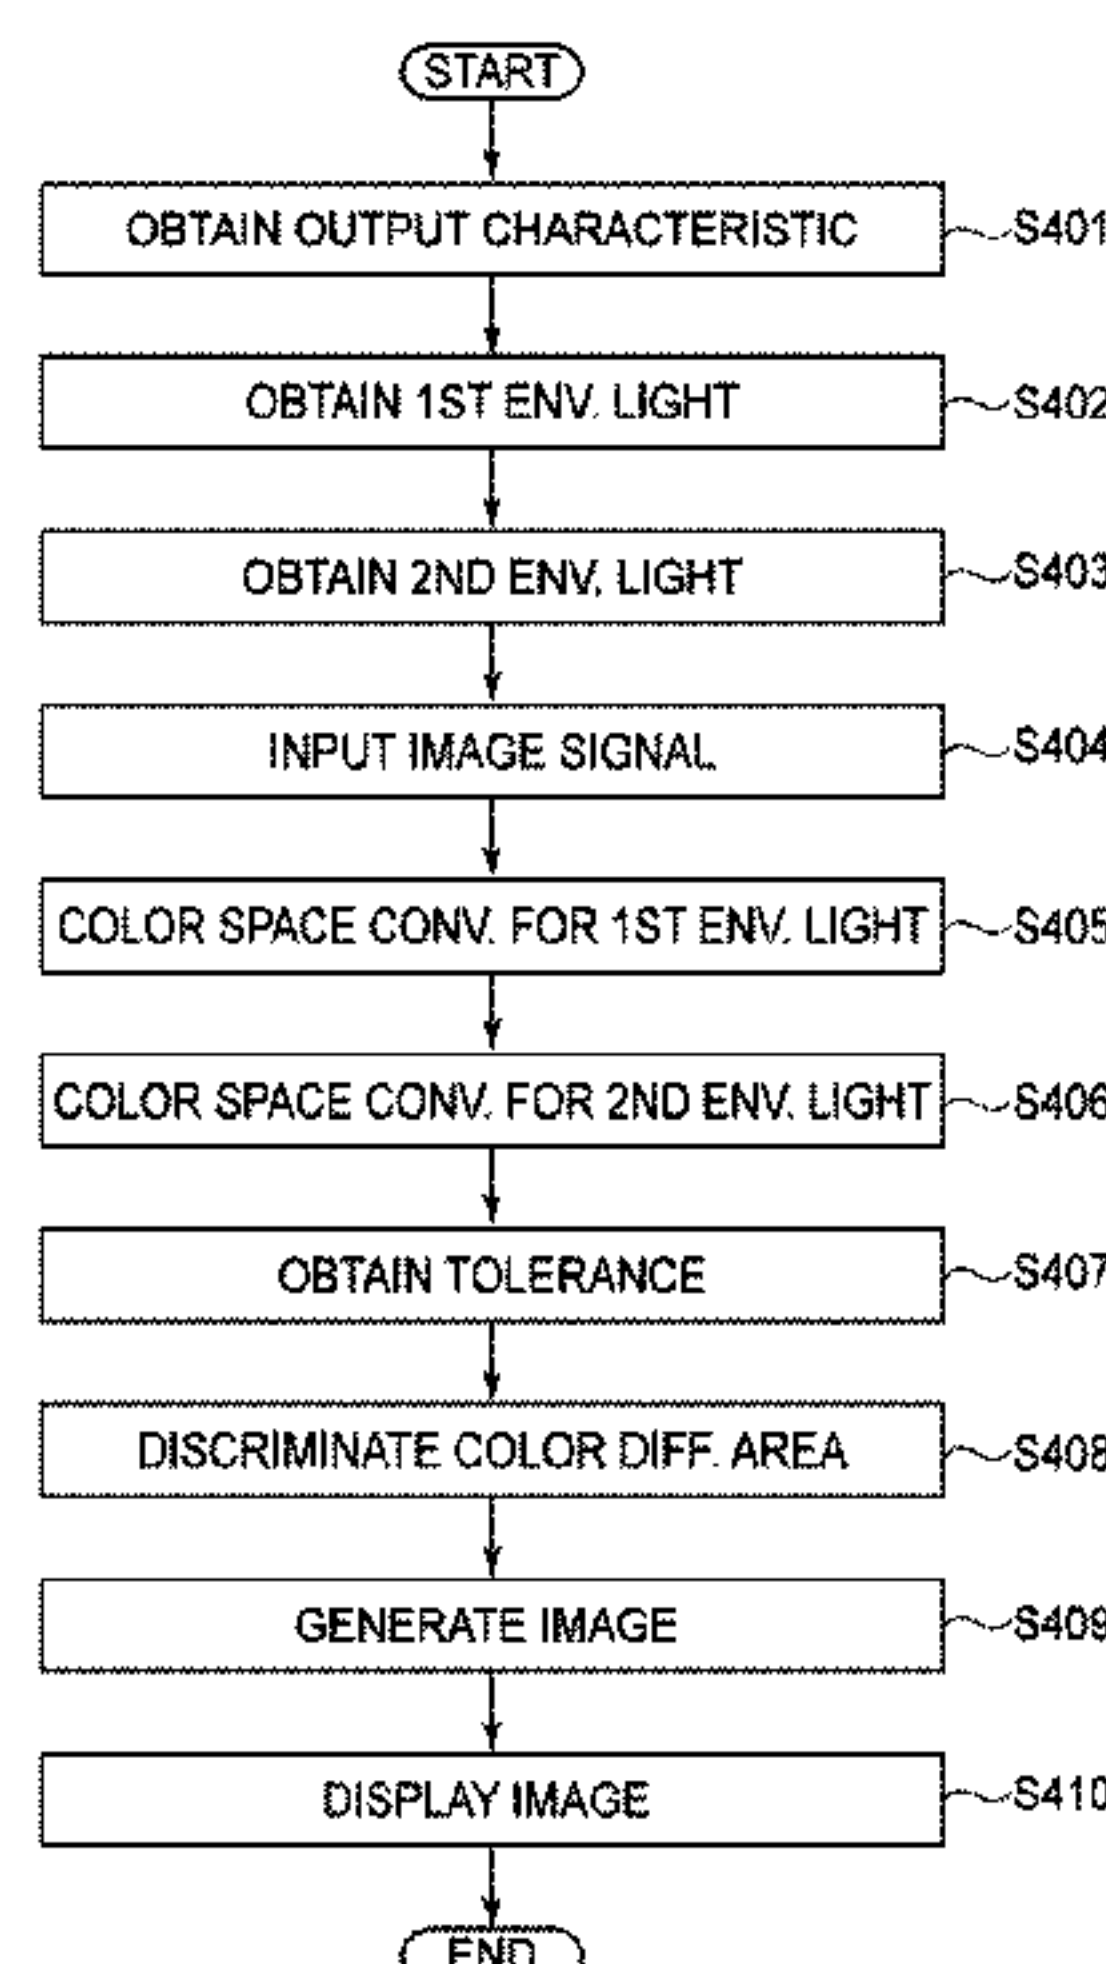 START
OBTAIN OUTPUT CHARACTERISTIC
S401
OBTAIN 1ST ENV. LIGHT
S402
OBTAIN 2ND ENV. LIGHT
S403
INPUT IMAGE SIGNAL
S404
COLOR SPACE CONV. FOR 1ST ENV. LIGHT
S405
COLOR SPACE CONV. FOR 2ND ENV. LIGHT
S406
OBTAIN TOLERANCE
S407
DISCRIMINATE COLOR DIFF. AREA
S408
GENERATE IMAGE
S409
DISPLAY IMAGE
S410
END